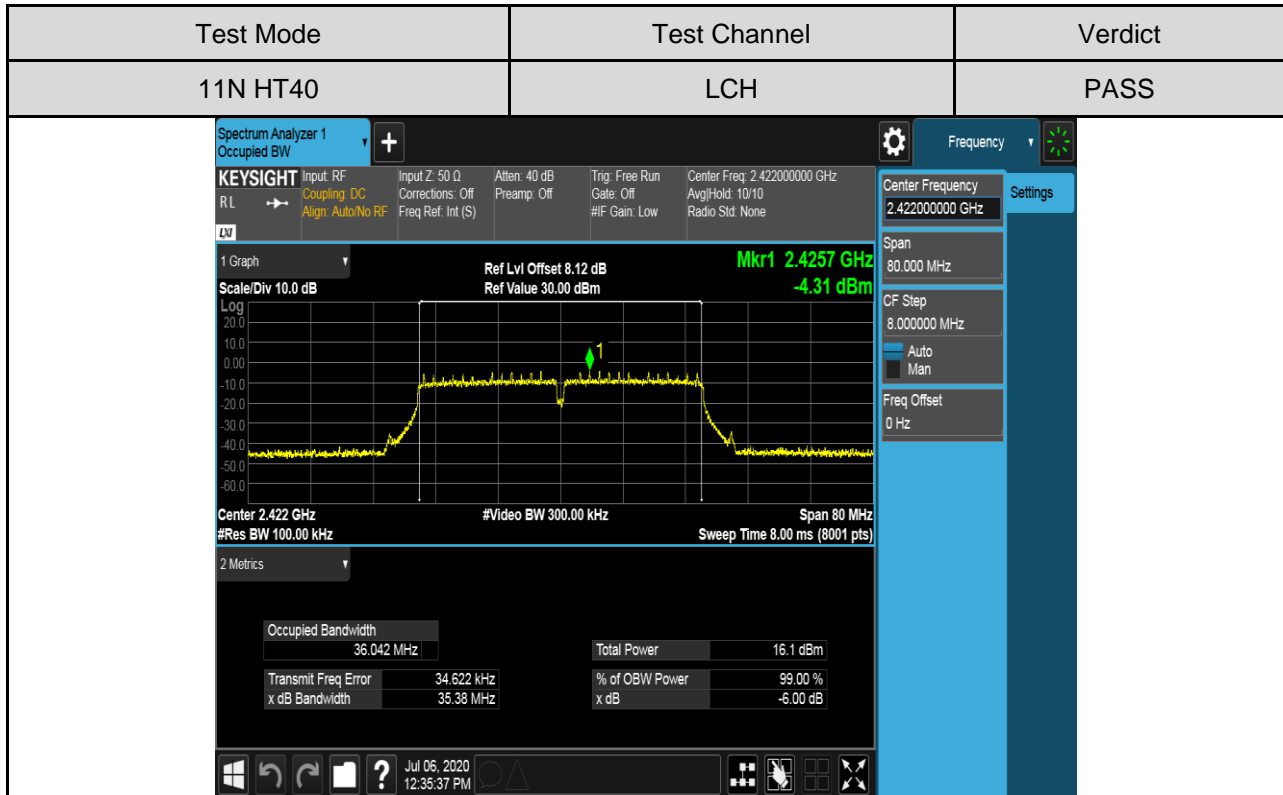 Test Mode Test Channel Verdict
11N HT40 LCH PASS
Spectrum Analyzer 1
Occupied BW
+
Frequency
KEYSIGHT Input: RF Input Z: 50 Ω Atten: 40 dB Trig: Free Run Center Freq: 2.422000000 GHz
Coupling: DC Corrections: Off Preamp: Off Gate: Off Avg|Hold: 10/10
RL Align: Auto/No RF Freq Ref: Int (S) #IF Gain: Low Radio Std: None
LXI
Center Frequency
2.422000000 GHz
Settings
Span
80.000 MHz
CF Step
8.000000 MHz
Auto
Man
Freq Offset
0 Hz
1 Graph
Ref Lvl Offset 8.12 dB
Mkr1 2.4257 GHz
Scale/Div 10.0 dB Ref Value 30.00 dBm -4.31 dBm
Log
20.0
10.0
0.00
-10.0
-20.0
-30.0
-40.0
-50.0
-60.0
1
Center 2.422 GHz #Video BW 300.00 kHz Span 80 MHz
#Res BW 100.00 kHz Sweep Time 8.00 ms (8001 pts)
2 Metrics
Occupied Bandwidth
36.042 MHz
Total Power 16.1 dBm
Transmit Freq Error 34.622 kHz % of OBW Power 99.00 %
x dB Bandwidth 35.38 MHz x dB -6.00 dB
?
Jul 06, 2020
12:35:37 PM